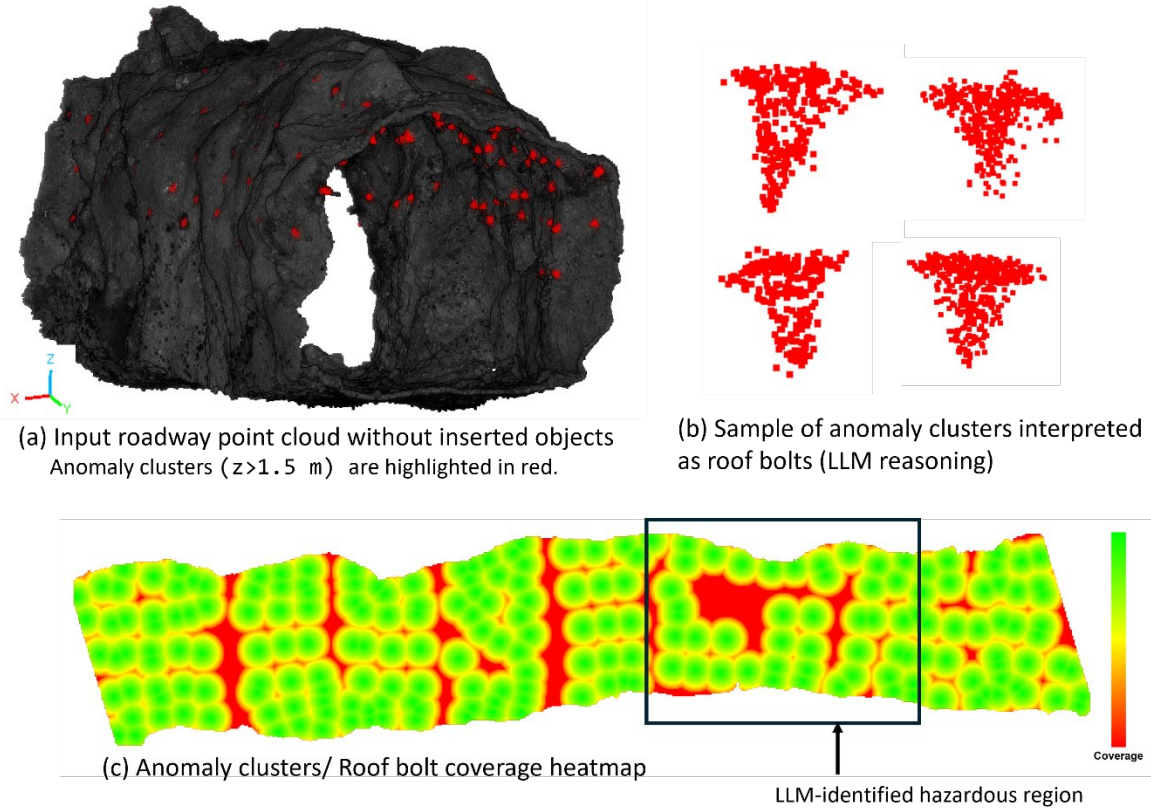 Z
X
Y
(a) Input roadway point cloud without inserted objects
Anomaly clusters (z>1.5 m) are highlighted in red.
(b) Sample of anomaly clusters interpreted
as roof bolts (LLM reasoning)
Coverage
(c) Anomaly clusters/ Roof bolt coverage heatmap
LLM-identified hazardous region